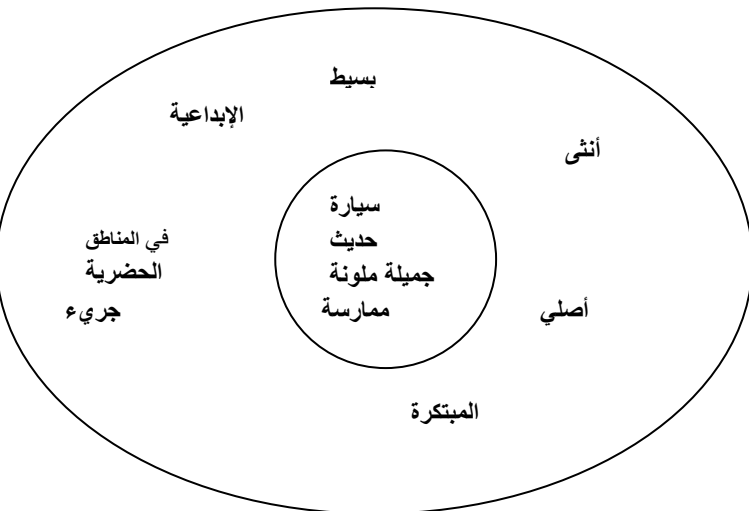 بسيط
الإبداعية
أنثى
سيارة
حديث
جميلة ملونة
ممارسة
في المناطق
الحضرية
جريء
أصلي
المبتكرة